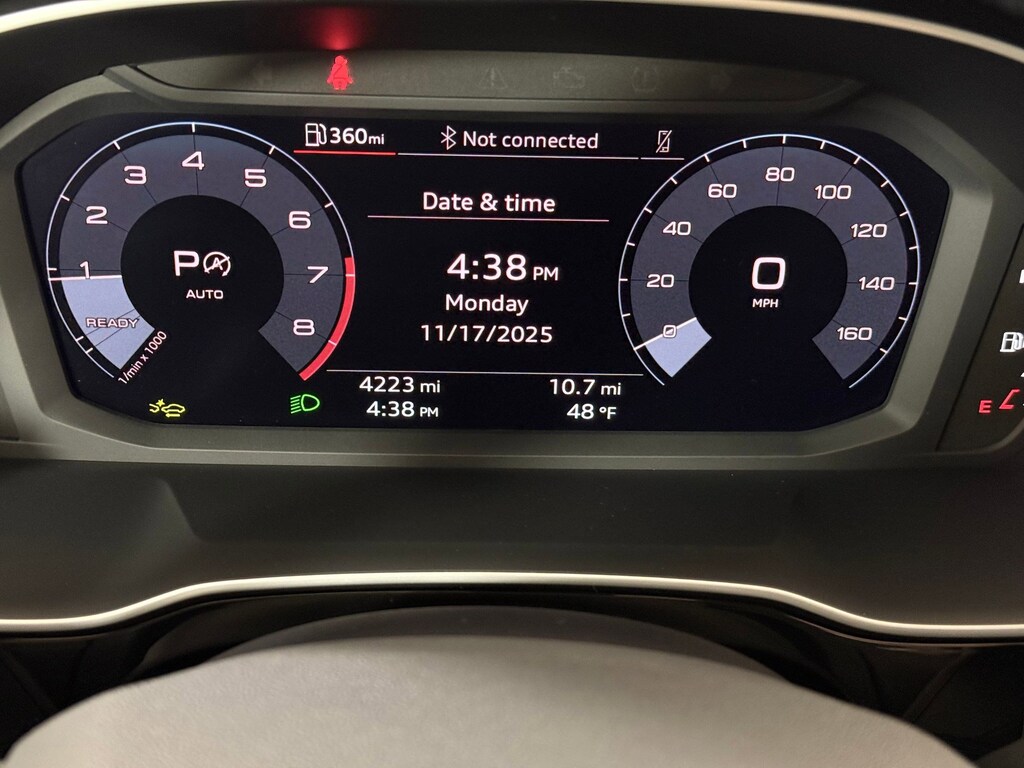 360mi Not connected
Date & time
4:38 PM
Monday
11/17/2025
4223 mi 10.7 mi
4:38 PM 48 °F
1 2 3 4 5 6 7 8
P A
AUTO
READY
1/min x 1000
0 20 40 60 80 100 120 140 160
0
MPH
E